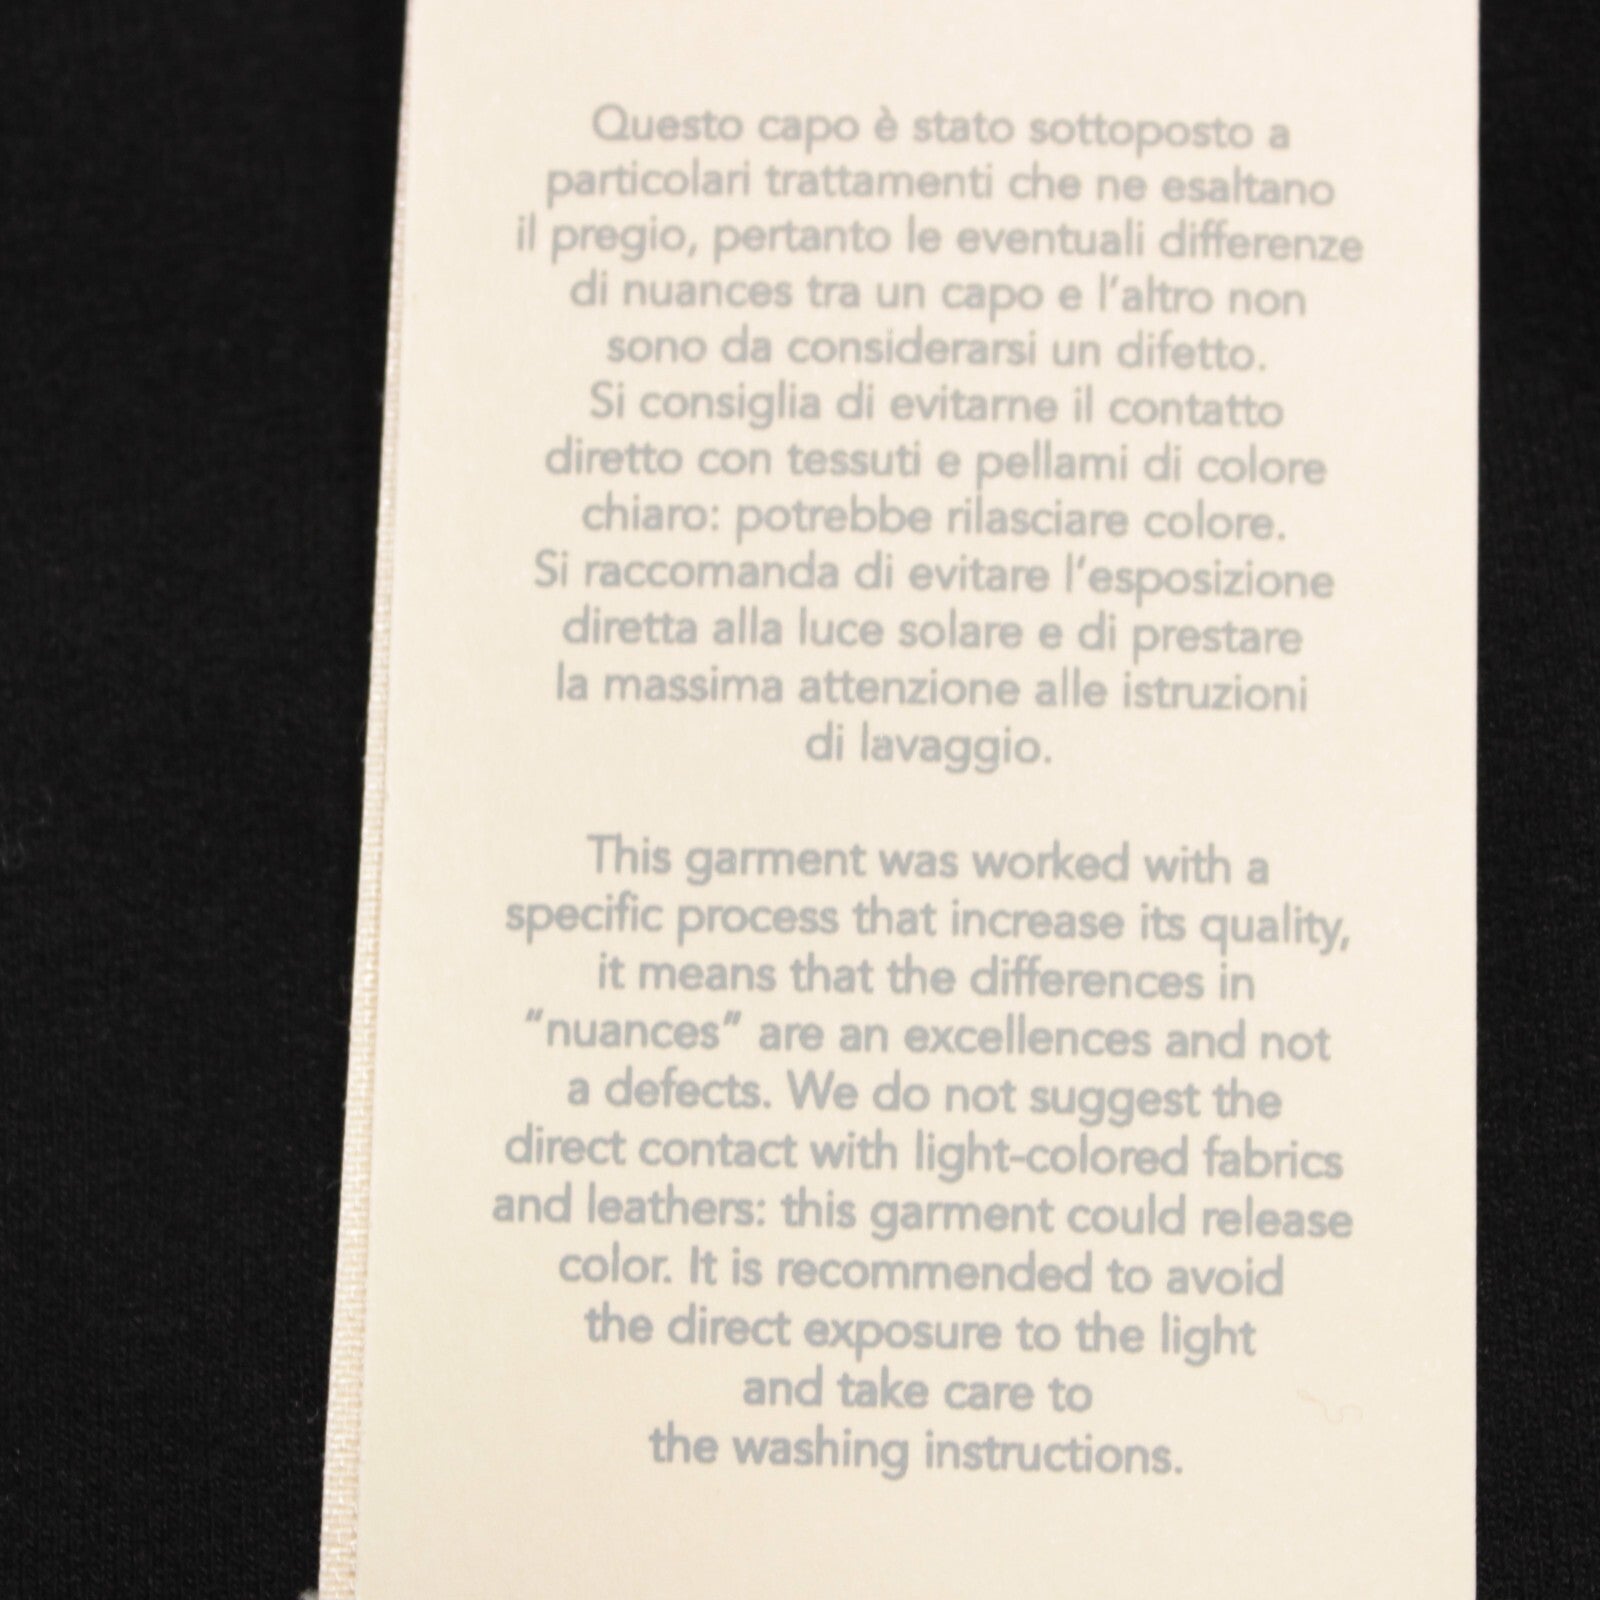 Questo capo è stato sottoposto a
particolari trattamenti che ne esaltano
il pregio, pertanto le eventuali differenze
di nuances tra un capo e l'altro non
sono da considerarsi un difetto.
Si consiglia di evitarne il contatto
diretto con tessuti e pellami di colore
chiaro: potrebbe rilasciare colore.
Si raccomanda di evitare l'esposizione
diretta alla luce solare e di prestare
la massima attenzione alle istruzioni
di lavaggio.
This garment was worked with a
specific process that increase its quality,
it means that the differences in
“nuances” are an excellences and not
a defects. We do not suggest the
direct contact with light-colored fabrics
and leathers: this garment could release
color. It is recommended to avoid
the direct exposure to the light
and take care to
the washing instructions.